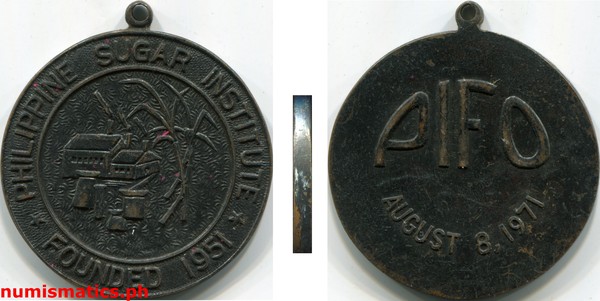 PHILIPPINE SUGAR INSTITUTE
★ FOUNDED 1951 ★
PIFO
AUGUST 8, 1971
numismatics.ph